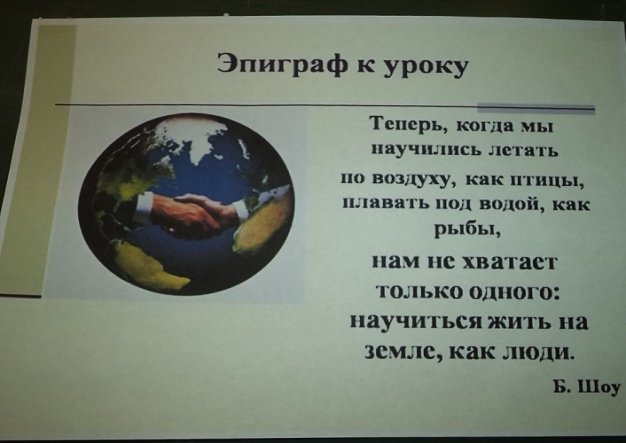 Эпиграф к уроку
Теперь, когда мы
научились летать
по воздуху, как птицы,
плавать под водой, как
рыбы,
нам не хватает
только одного:
научиться жить на
земле, как люди.
Б. Шоу